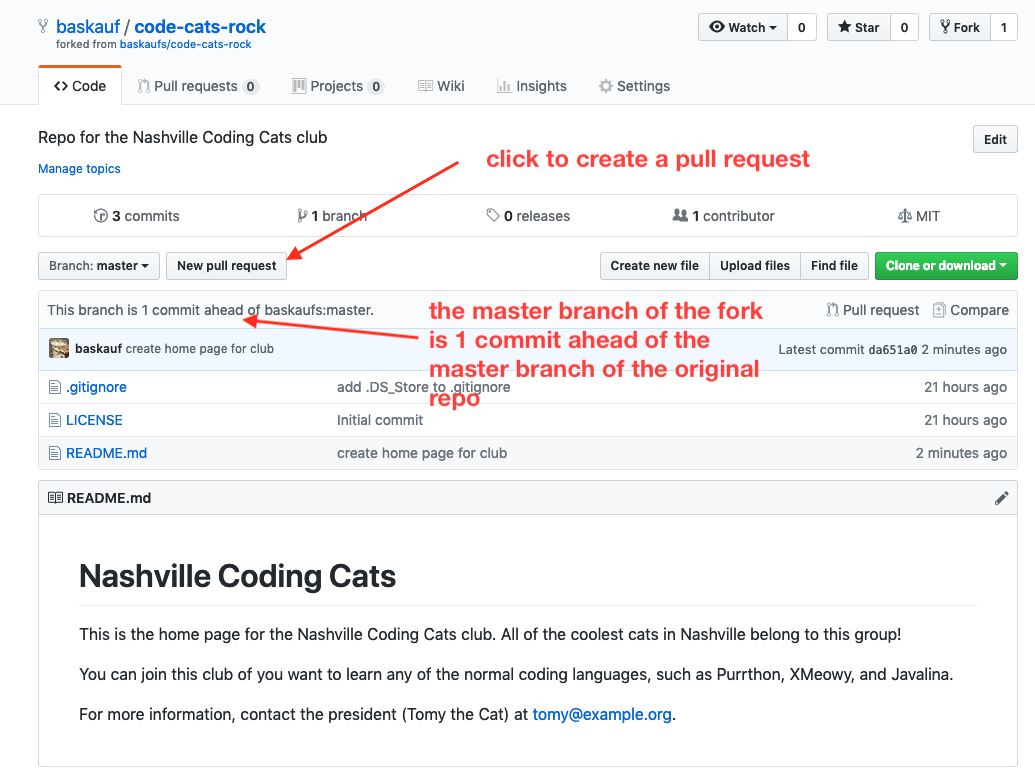 baskauf / code-cats-rock
forked from baskaufs/code-cats-rock
Watch 0 Star 0 Fork 1
Code Pull requests 0 Projects 0 Wiki Insights Settings
Repo for the Nashville Coding Cats club
Edit
Manage topics
click to create a pull request
3 commits 1 branch 0 releases 1 contributor MIT
Branch: master New pull request Create new file Upload files Find file Clone or download
This branch is 1 commit ahead of baskaufs:master. Pull request Compare
the master branch of the fork
is 1 commit ahead of the
master branch of the original
repo
baskauf create home page for club Latest commit da651a0 2 minutes ago
.gitignore add .DS_Store to .gitignore 21 hours ago
LICENSE Initial commit 21 hours ago
README.md create home page for club 2 minutes ago
README.md
Nashville Coding Cats
This is the home page for the Nashville Coding Cats club. All of the coolest cats in Nashville belong to this group!
You can join this club of you want to learn any of the normal coding languages, such as Purrthon, XMeowy, and Javalina.
For more information, contact the president (Tomy the Cat) at tomy@example.org.